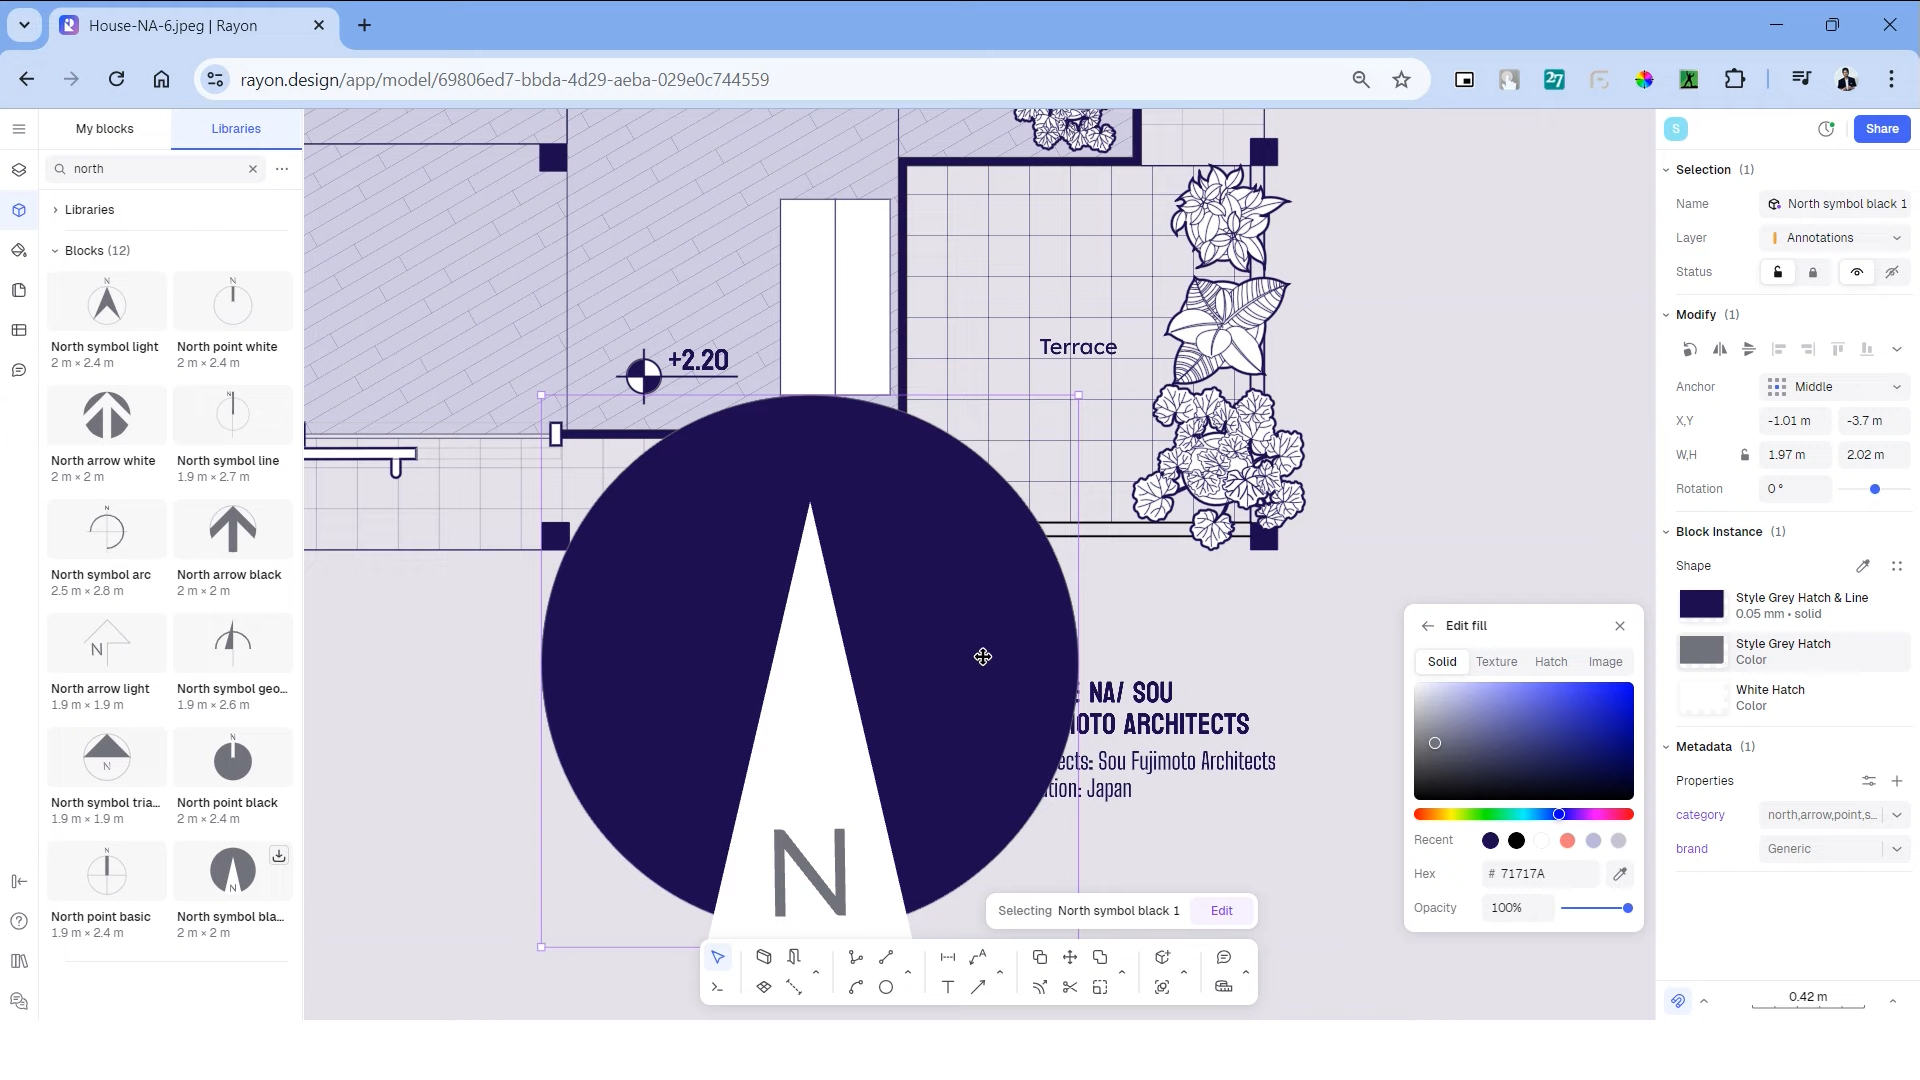 House-NA-6.jpeg | Rayon
rayon.design/app/model/69806ed7-bbda-4d29-aeba-029e0c744559
27
My blocks
Libraries
north
Libraries
Blocks (12)
North symbol light
2 m × 2.4 m
North point white
2 m × 2.4 m
North arrow white
2 m × 2 m
North symbol line
1.9 m × 2.7 m
North symbol arc
2.5 m × 2.8 m
North arrow black
2 m × 2 m
North arrow light
1.9 m × 1.9 m
North symbol geo...
1.9 m × 2.6 m
North symbol tria...
1.9 m × 1.9 m
North point black
2 m × 2.4 m
North point basic
1.9 m × 2.4 m
North symbol bla...
2 m × 2 m
+2.20
Terrace
N
NA/ SOU
MOTO ARCHITECTS
ects: Sou Fujimoto Architects
tion: Japan
Selecting North symbol black 1
Edit
Edit fill
Solid
Texture
Hatch
Image
Recent
Hex
# 71717A
Opacity
100%
S
Share
Selection (1)
Name
North symbol black 1
Layer
Annotations
Status
Modify (1)
Anchor
Middle
X,Y
-1.01 m
-3.7 m
W,H
1.97 m
2.02 m
Rotation
0 °
Block Instance (1)
Shape
Style Grey Hatch & Line
0.05 mm • solid
Style Grey Hatch
Color
White Hatch
Color
Metadata (1)
Properties
category
north,arrow,point,s...
brand
Generic
0.42 m